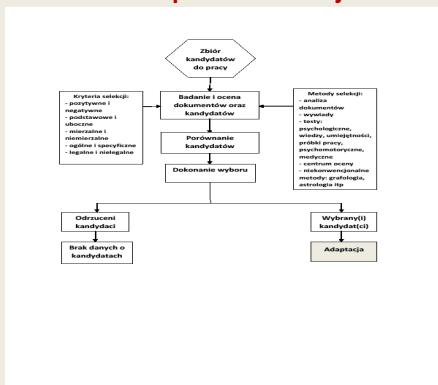 Zbiór
kandydatów
do pracy
Kryteria selekcji:
- pozytywne i
negatywne
- podstawowe i
uboczne
- mierzalne i
niemierzalne
- ogólne i specyficzne
- legalne i nielegalne
Badanie i ocena
dokumentów oraz
kandydatów
Metody selekcji:
- analiza
dokumentów
- wywiady
- testy:
psychologiczne,
wiedzy, umiejętności,
próbki pracy,
psychomotoryczne,
medyczne
- centrum oceny
- niekonwencjonalne
metody: grafologia,
astrologia itp
Porównanie
kandydatów
Dokonanie wyboru
Odrzuceni
kandydaci
Wybrany(i)
kandydat(ci)
Brak danych o
kandydatach
Adaptacja